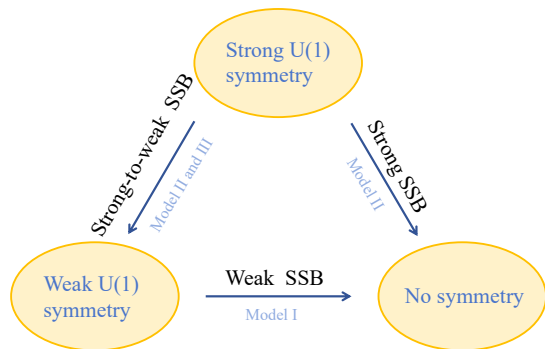 Strong U(1)
symmetry
Strong-to-weak SSB
Model II and III
Strong SSB
Model II
Weak U(1)
symmetry
Weak SSB
Model I
No symmetry